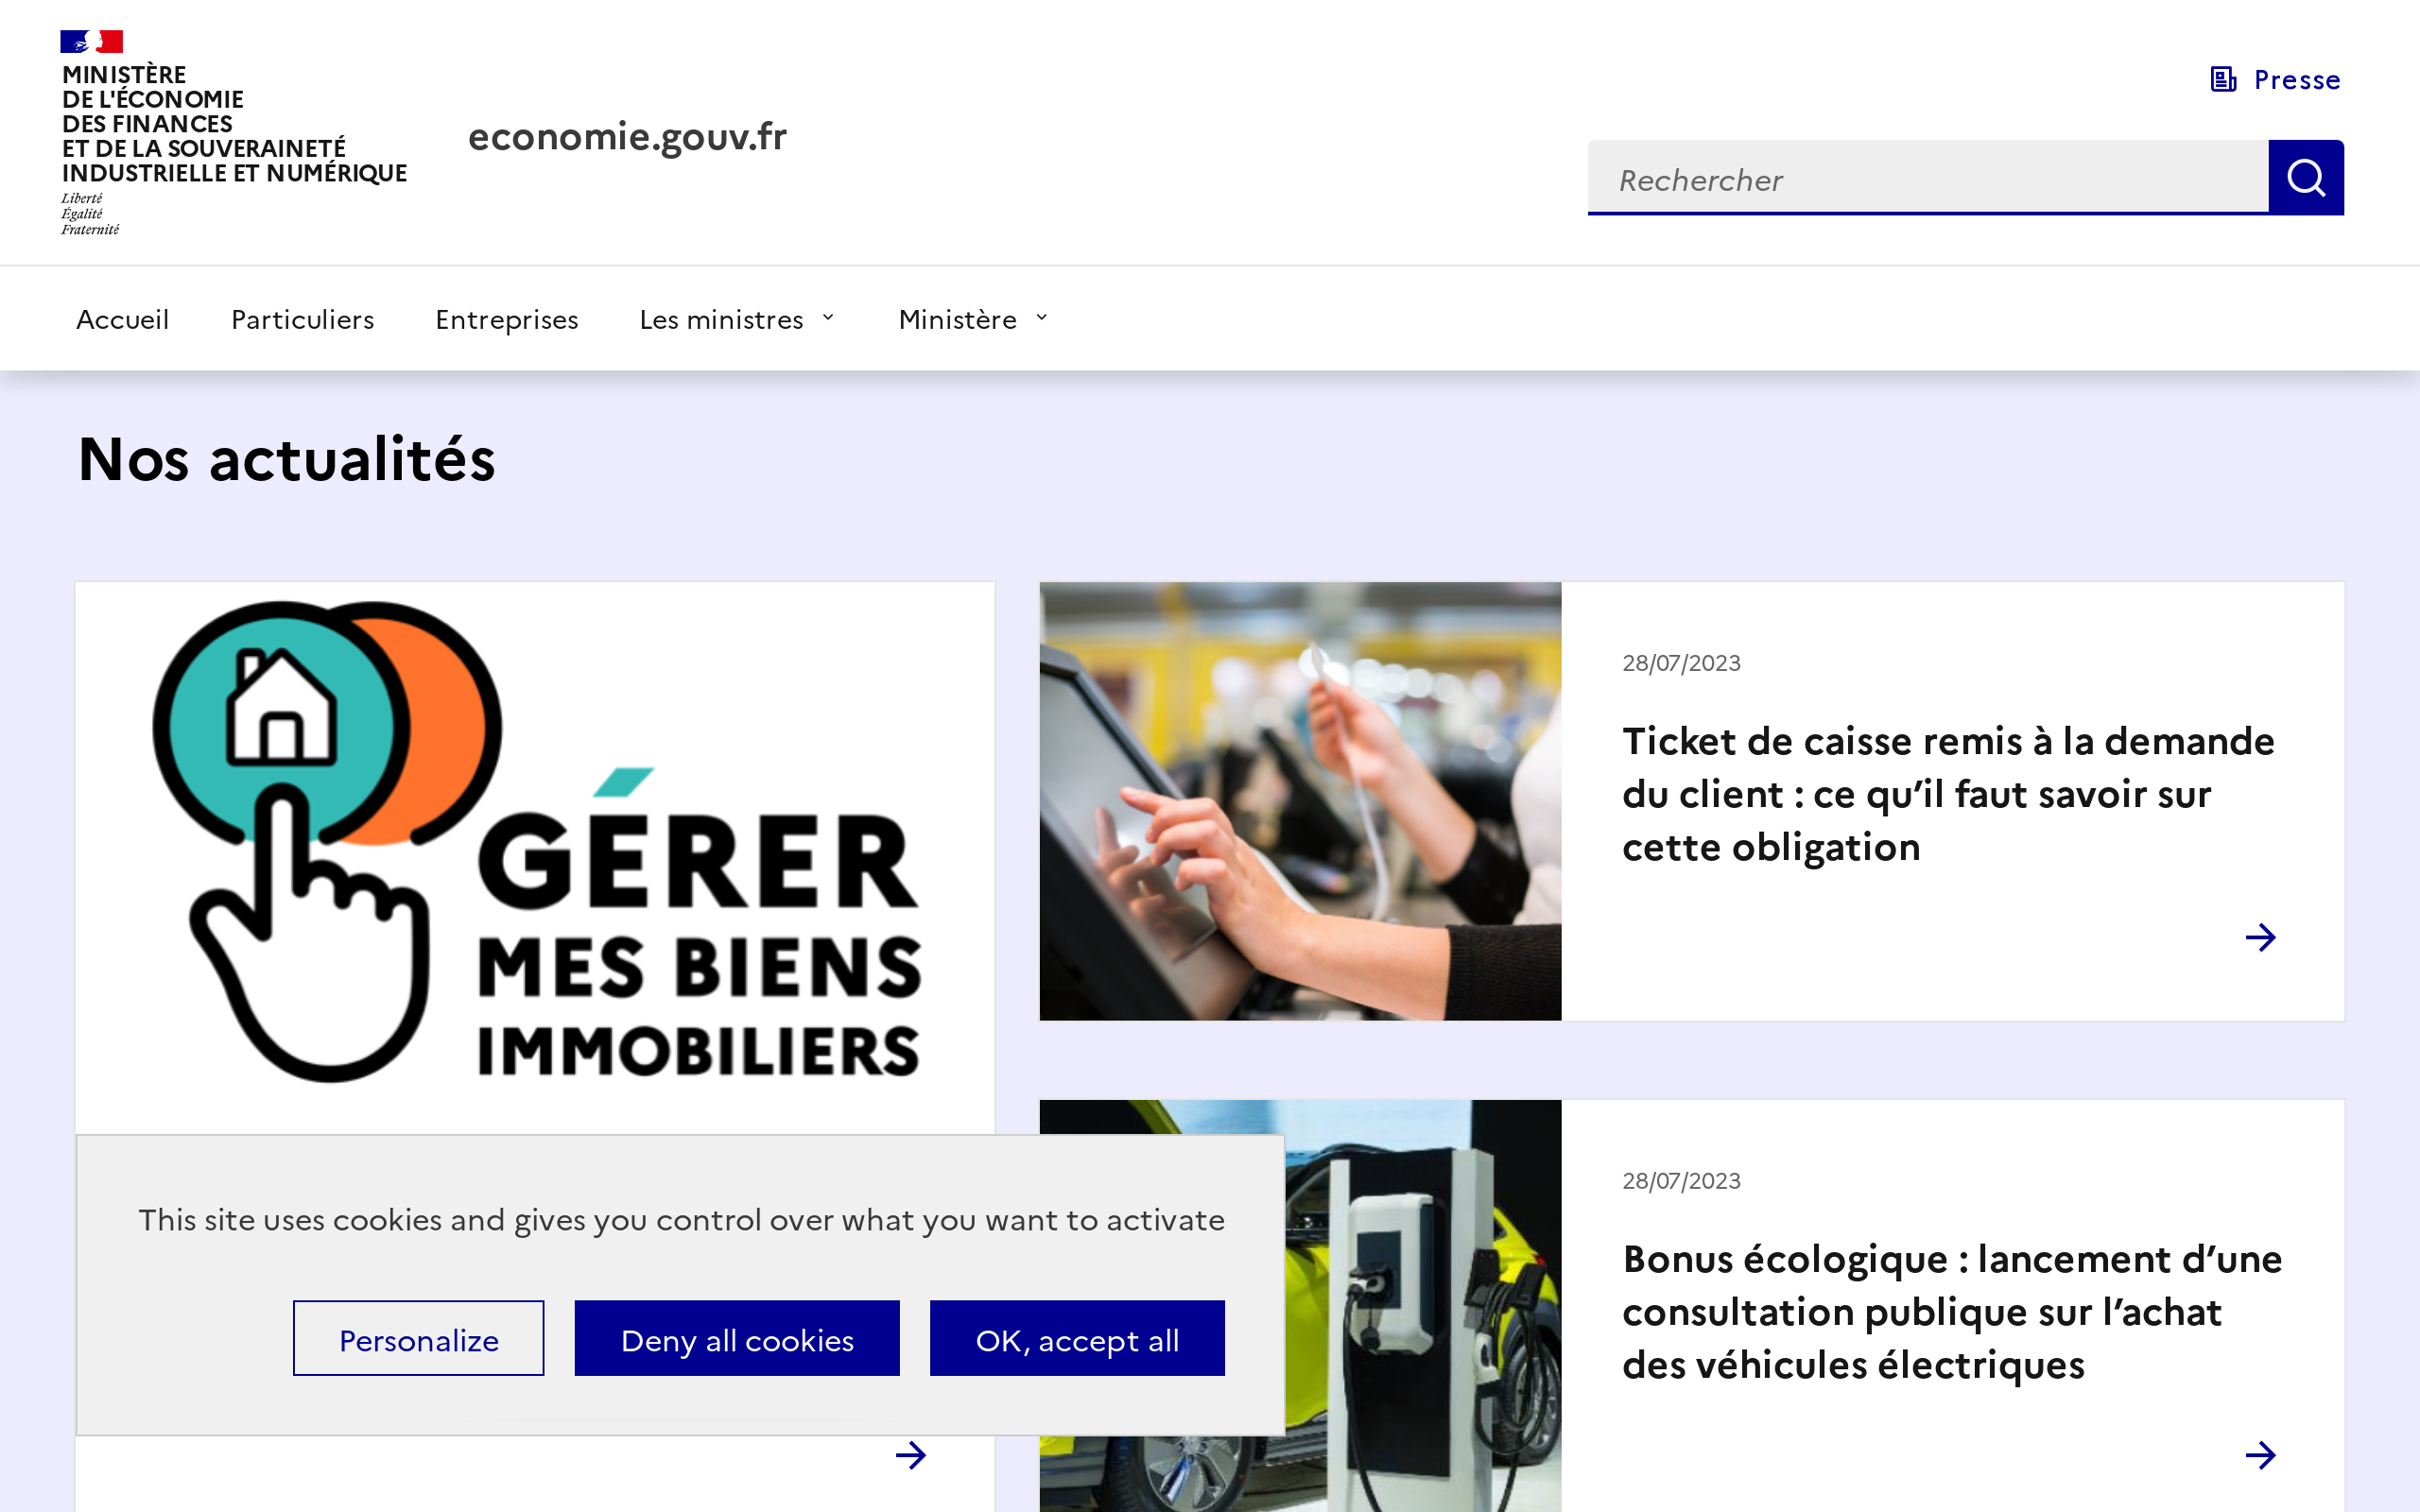 MINISTÈRE
DE L'ÉCONOMIE
DES FINANCES
ET DE LA SOUVERAINETÉ
INDUSTRIELLE ET NUMÉRIQUE
Liberté
Égalité
Fraternité
economie.gouv.fr
Presse
Rechercher
Accueil
Particuliers
Entreprises
Les ministres
Ministère
Nos actualités
GÉRER
MES BIENS
IMMOBILIERS
28/07/2023
Ticket de caisse remis à la demande
du client : ce qu’il faut savoir sur
cette obligation
28/07/2023
Bonus écologique : lancement d’une
consultation publique sur l’achat
des véhicules électriques
This site uses cookies and gives you control over what you want to activate
Personalize
Deny all cookies
OK, accept all